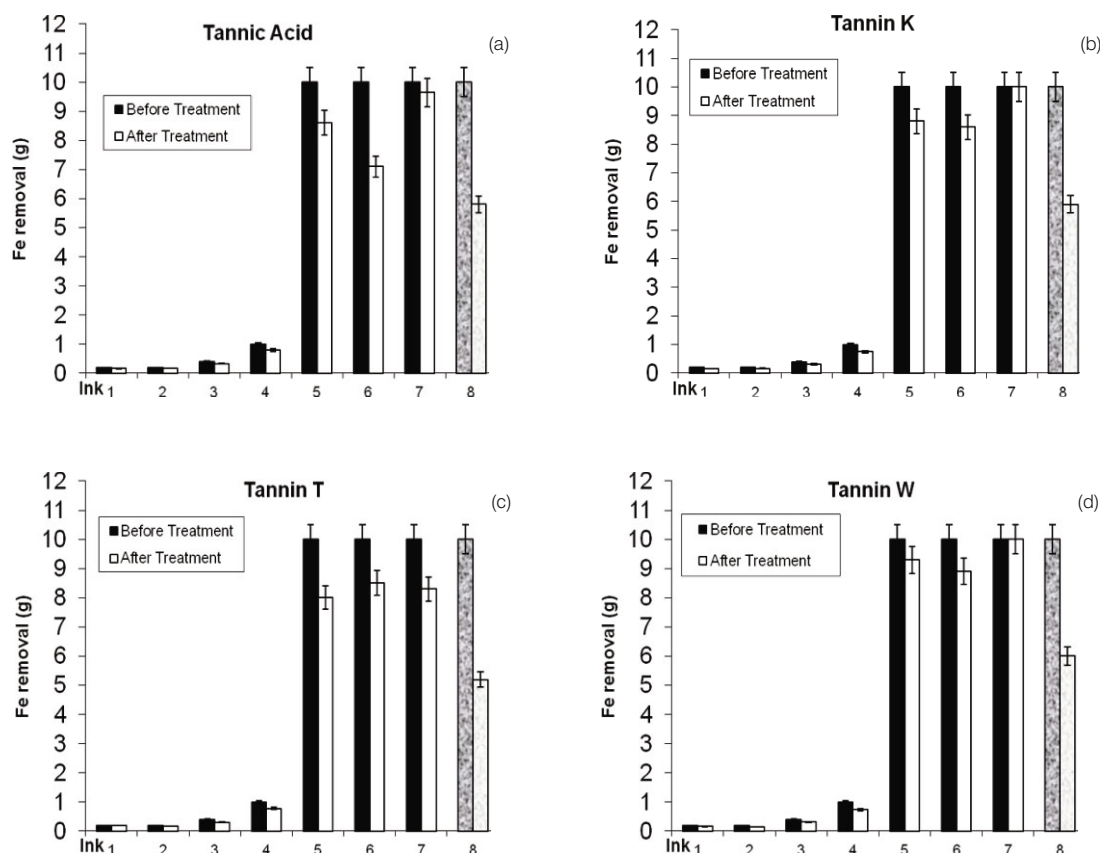 Tannic Acid
(a)
Fe removal (g)
12
11
10
9
8
7
6
5
4
3
2
1
0
Before Treatment
After Treatment
Ink 1 2 3 4 5 6 7 8
Tannin K
(b)
Fe removal (g)
12
11
10
9
8
7
6
5
4
3
2
1
0
Before Treatment
After Treatment
Ink 1 2 3 4 5 6 7 8
Tannin T
(c)
Fe removal (g)
12
11
10
9
8
7
6
5
4
3
2
1
0
Before Treatment
After Treatment
Ink 1 2 3 4 5 6 7 8
Tannin W
(d)
Fe removal (g)
12
11
10
9
8
7
6
5
4
3
2
1
0
Before Treatment
After Treatment
Ink 1 2 3 4 5 6 7 8